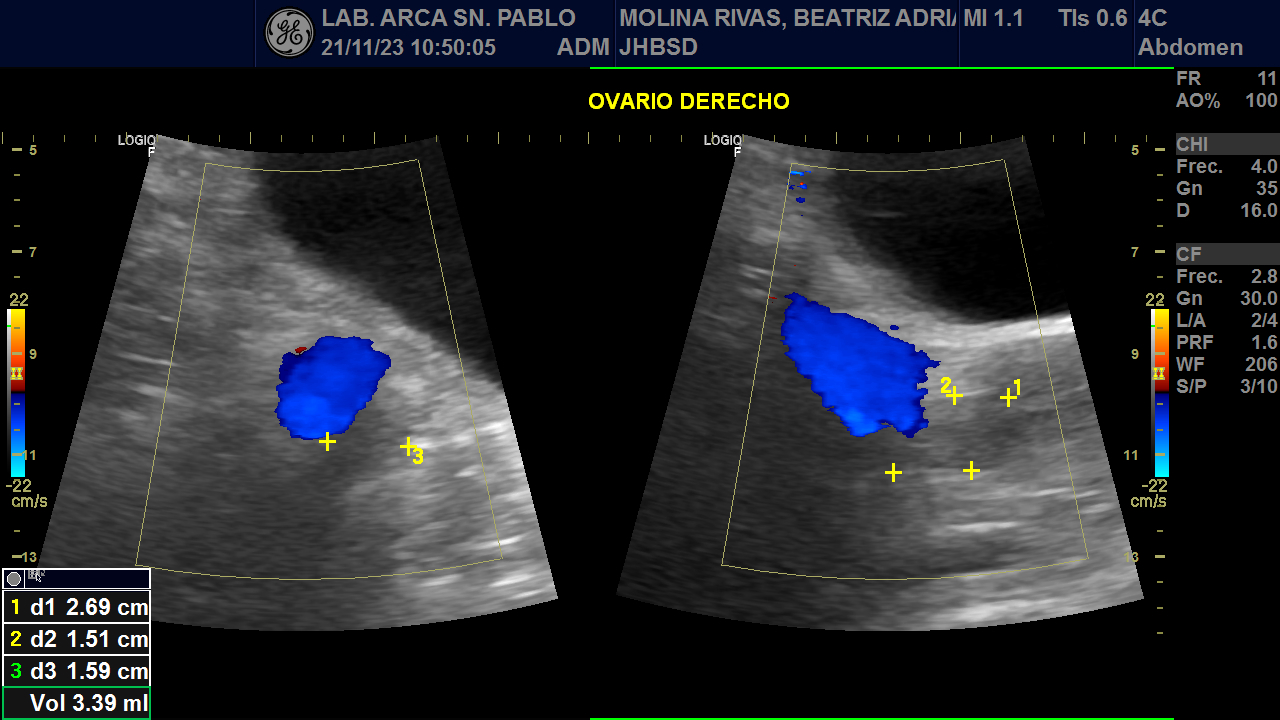 LAB. ARCA SN. PABLO
21/11/23 10:50:05 ADM
MOLINA RIVAS, BEATRIZ ADRI
JHBSD
MI 1.1 TIs 0.6
4C
Abdomen
OVARIO DERECHO
FR 11
AO% 100
CHI
Frec. 4.0
Gn 35
D 16.0
CF
Frec. 2.8
Gn 30.0
L/A 2/4
PRF 1.6
WF 206
S/P 3/10
LOGIQ
F
5
7
9
11
13
22
-22
cm/s
3
LOGIQ
F
5
7
9
11
13
22
-22
cm/s
2
1
1 d1 2.69 cm
2 d2 1.51 cm
3 d3 1.59 cm
Vol 3.39 ml